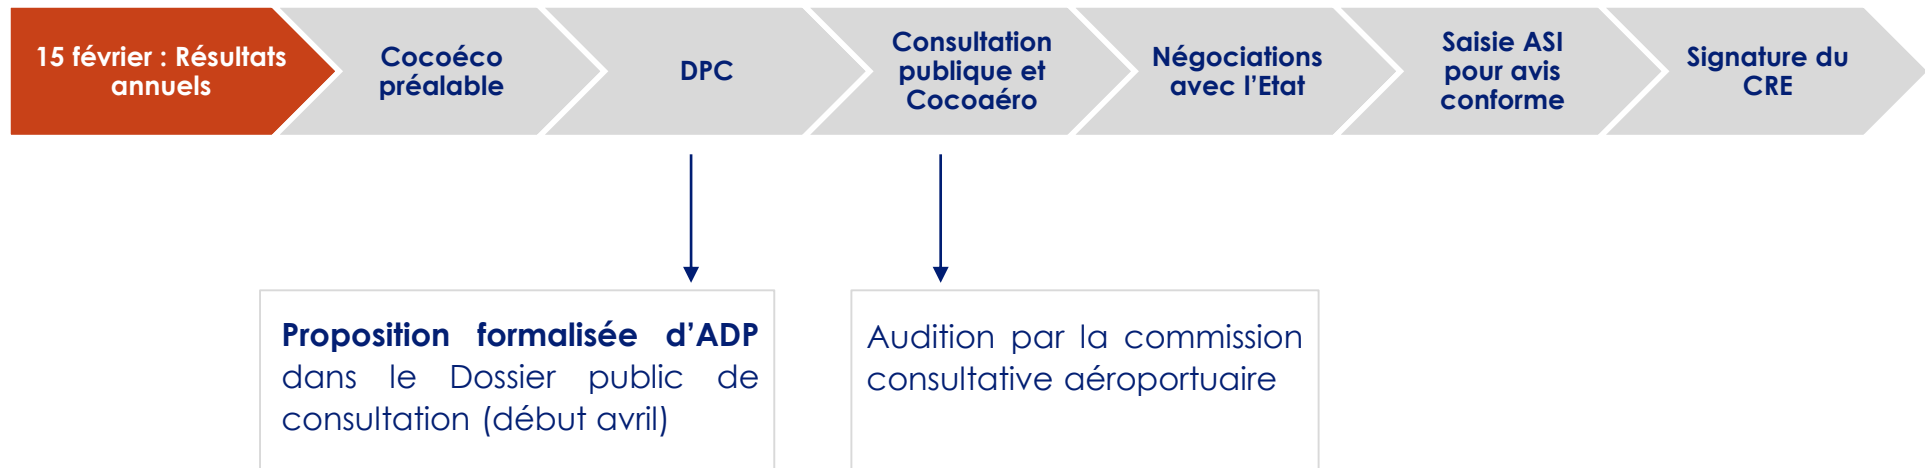 15 février : Résultats
annuels
Cocoéco
préalable
DPC
Consultation
publique et
Cocoaéro
Négociations
avec l’Etat
Saisie ASI
pour avis
conforme
Signature du
CRE
Proposition formalisée d’ADP
dans le Dossier public de
consultation (début avril)
Audition par la commission
consultative aéroportuaire